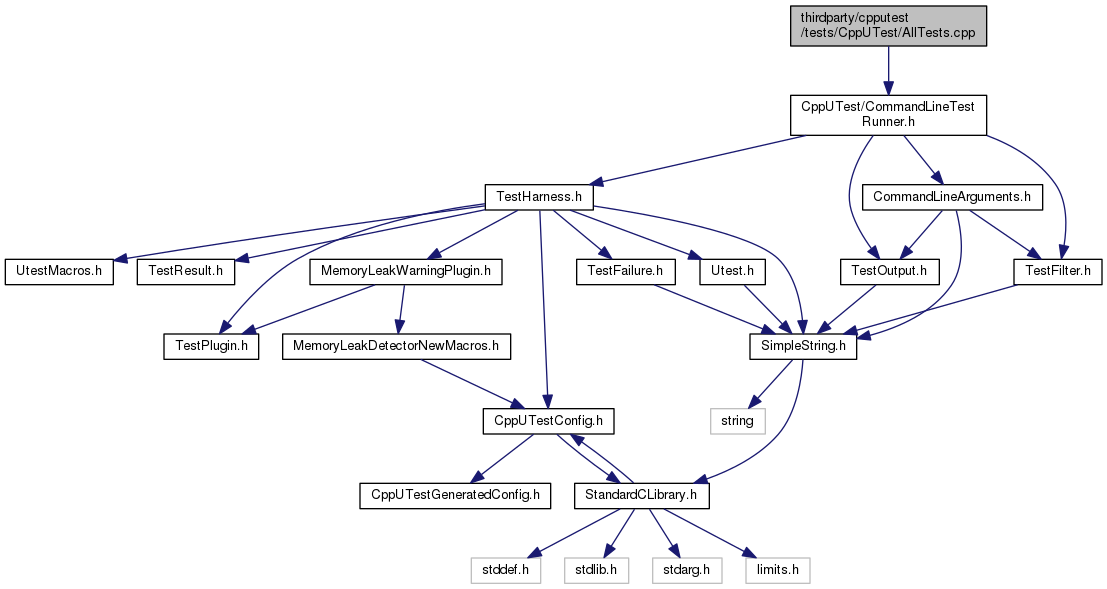 thirdparty/cpputest
/tests/CppUTest/AllTests.cpp
CppUTest/CommandLineTest
Runner.h
TestHarness.h
CommandLineArguments.h
UtestMacros.h
TestResult.h
MemoryLeakWarningPlugin.h
TestFailure.h
Utest.h
TestOutput.h
TestFilter.h
TestPlugin.h
MemoryLeakDetectorNewMacros.h
SimpleString.h
CppUTestConfig.h
string
CppUTestGeneratedConfig.h
StandardCLibrary.h
stddef.h
stdlib.h
stdarg.h
limits.h